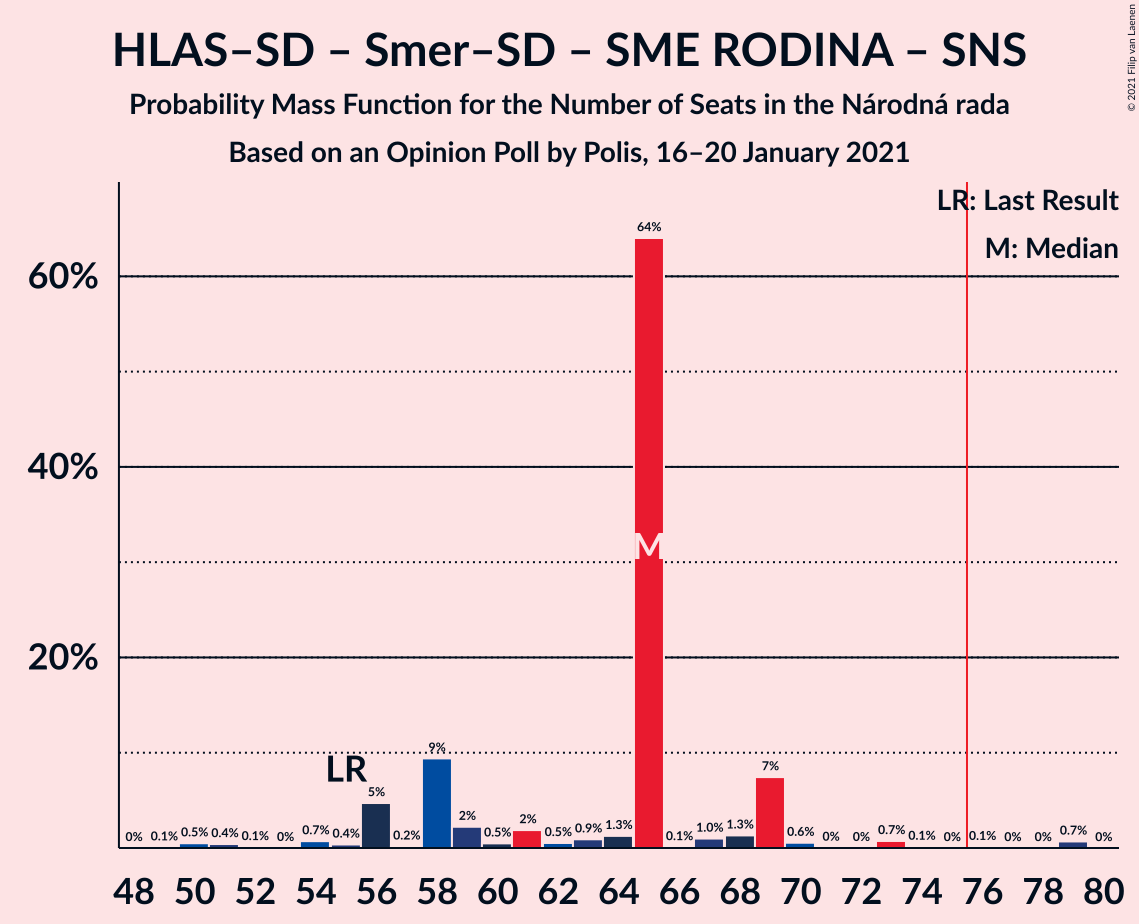 HLAS–SD – Smer–SD – SME RODINA – SNS
Probability Mass Function for the Number of Seats in the Národná rada
Based on an Opinion Poll by Polis, 16–20 January 2021
© 2021 Filip van Laenen
LR: Last Result
M: Median
60%
40%
20%
64%
M
LR
0% 0.1% 0.5% 0.4% 0.1% 0% 0.7% 0.4% 5% 0.2% 9% 2% 0.5% 2% 0.5% 0.9% 1.3% 0.1% 1.0% 1.3% 7% 0.6% 0% 0% 0.7% 0.1% 0% 0.1% 0% 0% 0.7% 0%
48 50 52 54 56 58 60 62 64 66 68 70 72 74 76 78 80